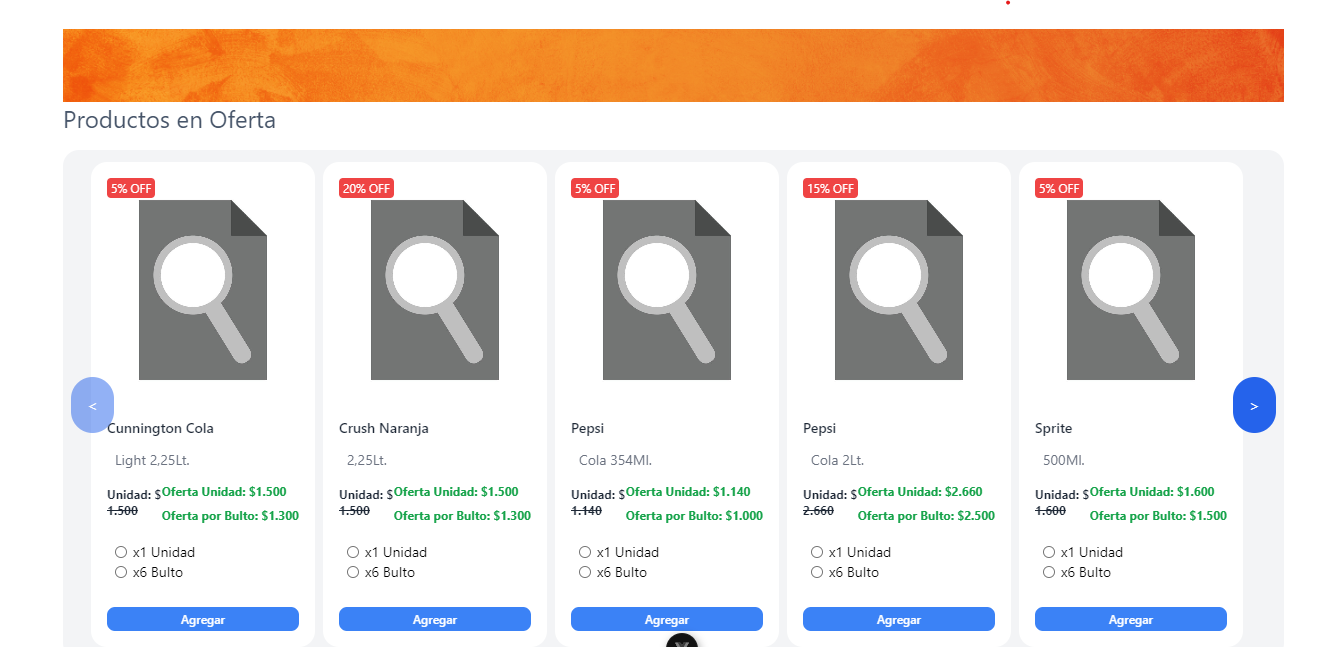 Productos en Oferta
5% OFF
Cunnington Cola
Light 2,25Lt.
Unidad: $
1.500
Oferta Unidad: $1.500
Oferta por Bulto: $1.300
x1 Unidad
x6 Bulto
Agregar
20% OFF
Crush Naranja
2,25Lt.
Unidad: $
1.500
Oferta Unidad: $1.500
Oferta por Bulto: $1.300
x1 Unidad
x6 Bulto
Agregar
5% OFF
Pepsi
Cola 354Ml.
Unidad: $
1.140
Oferta Unidad: $1.140
Oferta por Bulto: $1.000
x1 Unidad
x6 Bulto
Agregar
15% OFF
Pepsi
Cola 2Lt.
Unidad: $
2.660
Oferta Unidad: $2.660
Oferta por Bulto: $2.500
x1 Unidad
x6 Bulto
Agregar
5% OFF
Sprite
500Ml.
Unidad: $
1.600
Oferta Unidad: $1.600
Oferta por Bulto: $1.500
x1 Unidad
x6 Bulto
Agregar
<
>